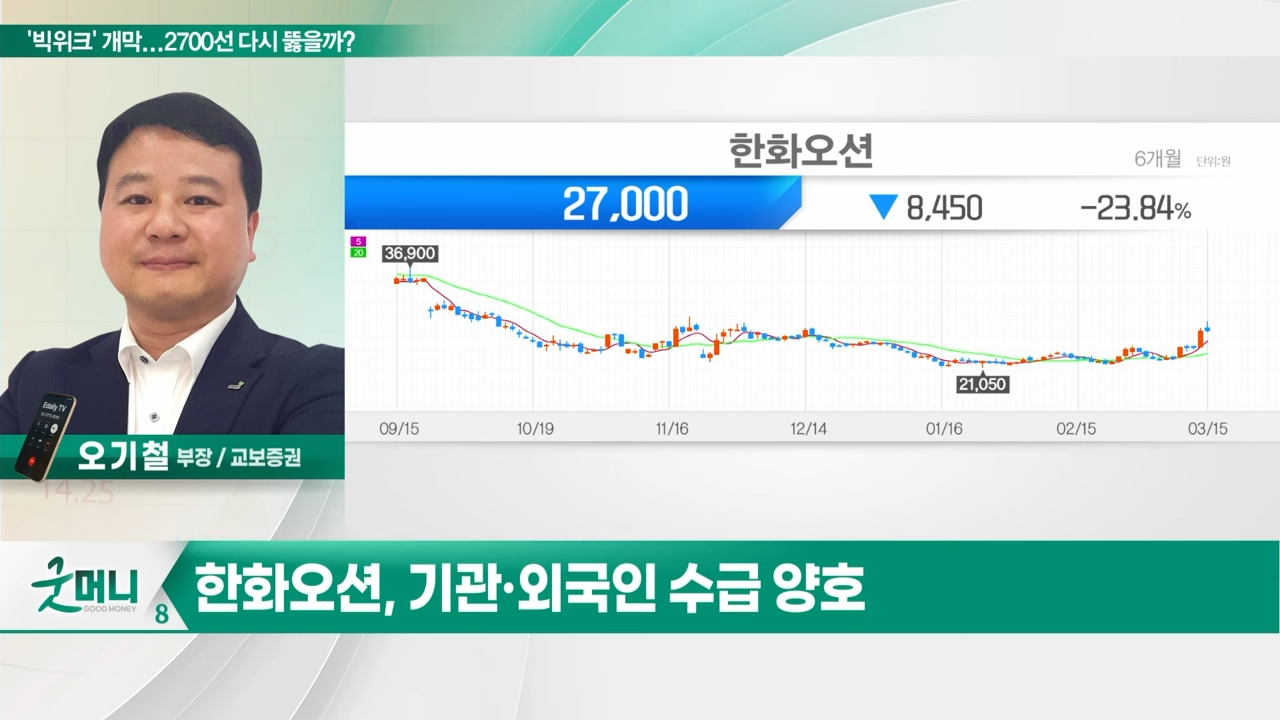 '빅위크' 개막...2700선 다시 뚫을까?
한화오션
6개월 단위:원
27,000 ▼ 8,450 -23.84%
5
20
36,900
21,050
09/15 10/19 11/16 12/14 01/16 02/15 03/15
Edaily TV
오기철 부장 / 교보증권
14.25
굿머니
GOOD MONEY
8
한화오션, 기관·외국인 수급 양호